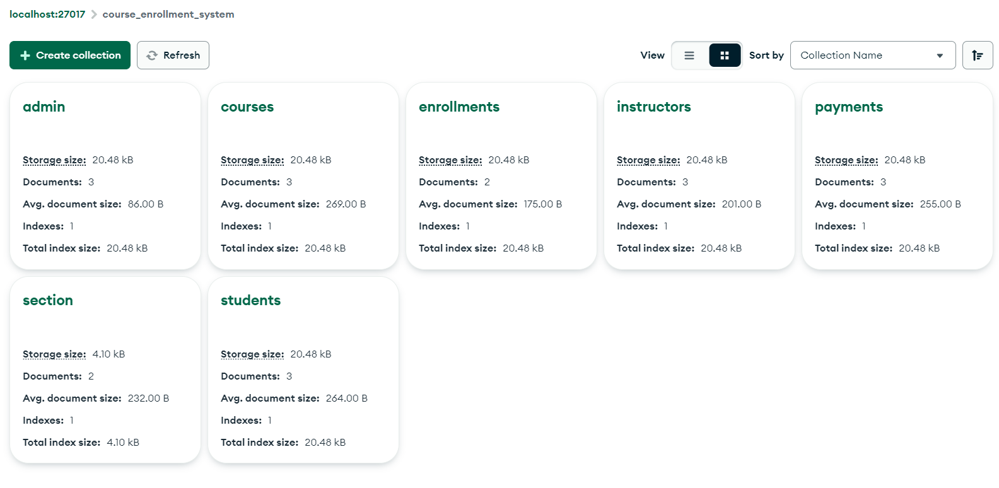 localhost:27017 course_enrollment_system
Create collection Refresh View Sort by Collection Name
admin
Storage size: 20.48 kB
Documents: 3
Avg. document size: 86.00 B
Indexes: 1
Total index size: 20.48 kB
courses
Storage size: 20.48 kB
Documents: 3
Avg. document size: 269.00 B
Indexes: 1
Total index size: 20.48 kB
enrollments
Storage size: 20.48 kB
Documents: 2
Avg. document size: 175.00 B
Indexes: 1
Total index size: 20.48 kB
instructors
Storage size: 20.48 kB
Documents: 3
Avg. document size: 201.00 B
Indexes: 1
Total index size: 20.48 kB
payments
Storage size: 20.48 kB
Documents: 3
Avg. document size: 255.00 B
Indexes: 1
Total index size: 20.48 kB
section
Storage size: 4.10 kB
Documents: 2
Avg. document size: 232.00 B
Indexes: 1
Total index size: 4.10 kB
students
Storage size: 20.48 kB
Documents: 3
Avg. document size: 264.00 B
Indexes: 1
Total index size: 20.48 kB